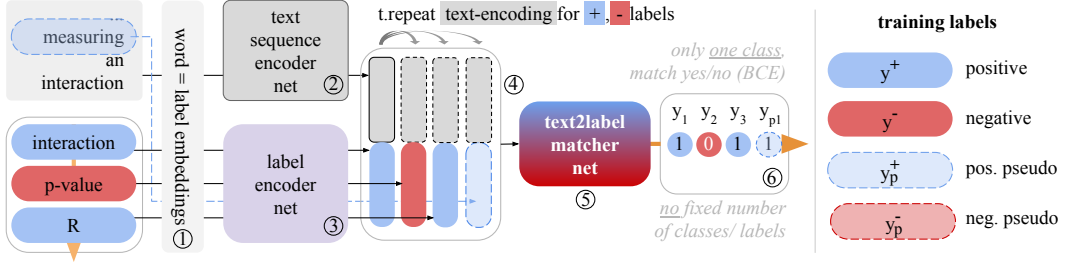 in
measuring
an
interaction
interaction
p-value
R
word = label embeddings ①
text
sequence
encoder
net ②
label
encoder
net ③
t.repeat text-encoding for +, - labels
④
text2label
matcher
net
⑤
only one class,
match yes/no (BCE)
y1 y2 y3 yp1
1 0 1 1
⑥
no fixed number
of classes/ labels
training labels
y+ positive
y- negative
yp+ pos. pseudo
yp- neg. pseudo